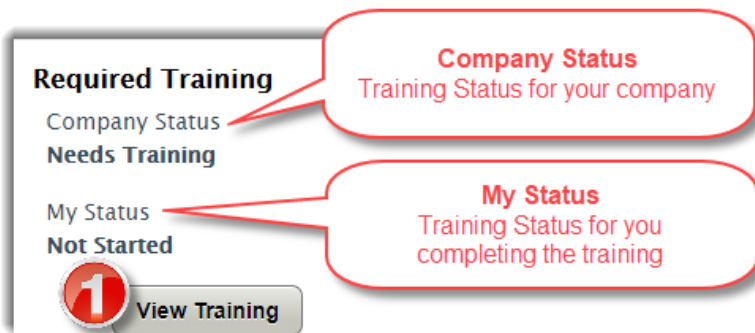 Required Training
Company Status
Needs Training
My Status
Not Started
1
View Training
Company Status
Training Status for your company
My Status
Training Status for you
completing the training